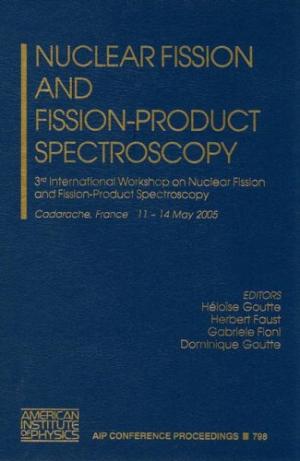 NUCLEAR FISSION
AND
FISSION-PRODUCT
SPECTROSCOPY
3rd International Workshop on Nuclear Fission
and Fission-Product Spectroscopy
Cadarache, France 11 - 14 May 2005
EDITORS
Héloïse Goutte
Herbert Faust
Gabriele Fioni
Dominique Goutte
AMERICAN
INSTITUTE
OF PHYSICS
AIP CONFERENCE PROCEEDINGS 798